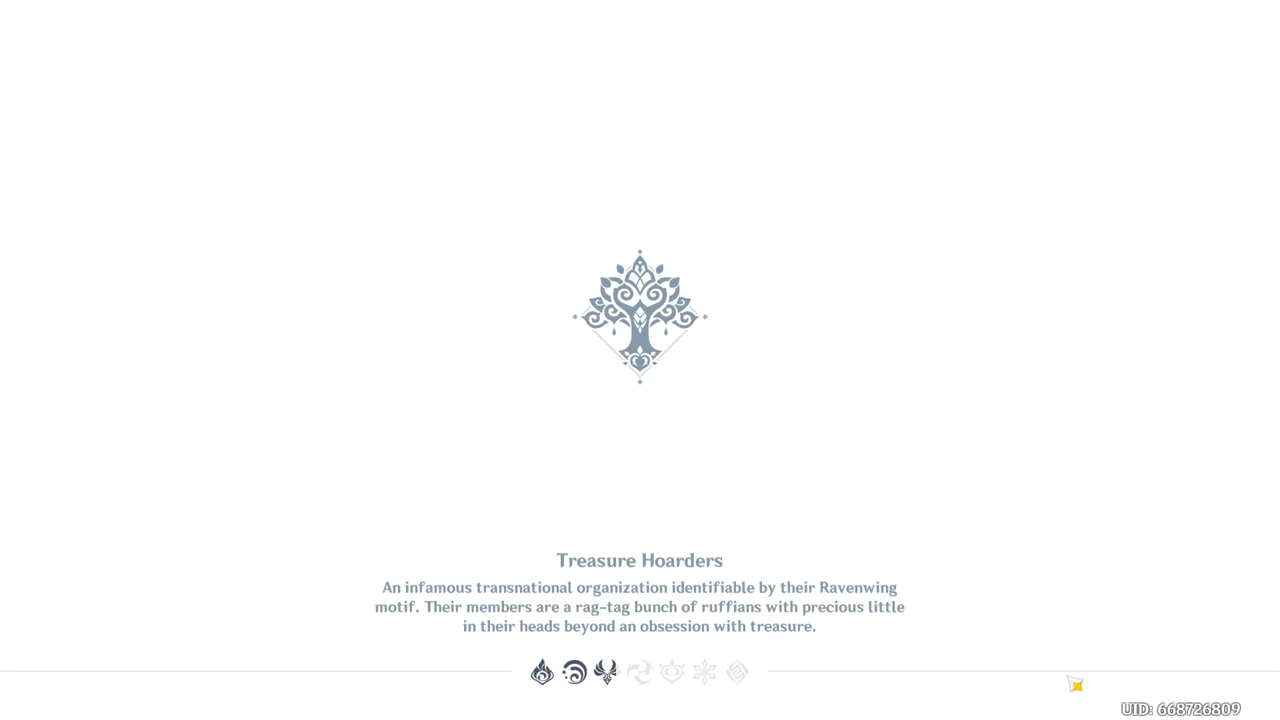 Treasure Hoarders
An infamous transnational organization identifiable by their Ravenwing
motif. Their members are a rag-tag bunch of ruffians with precious little
in their heads beyond an obsession with treasure.
UID: 668726809